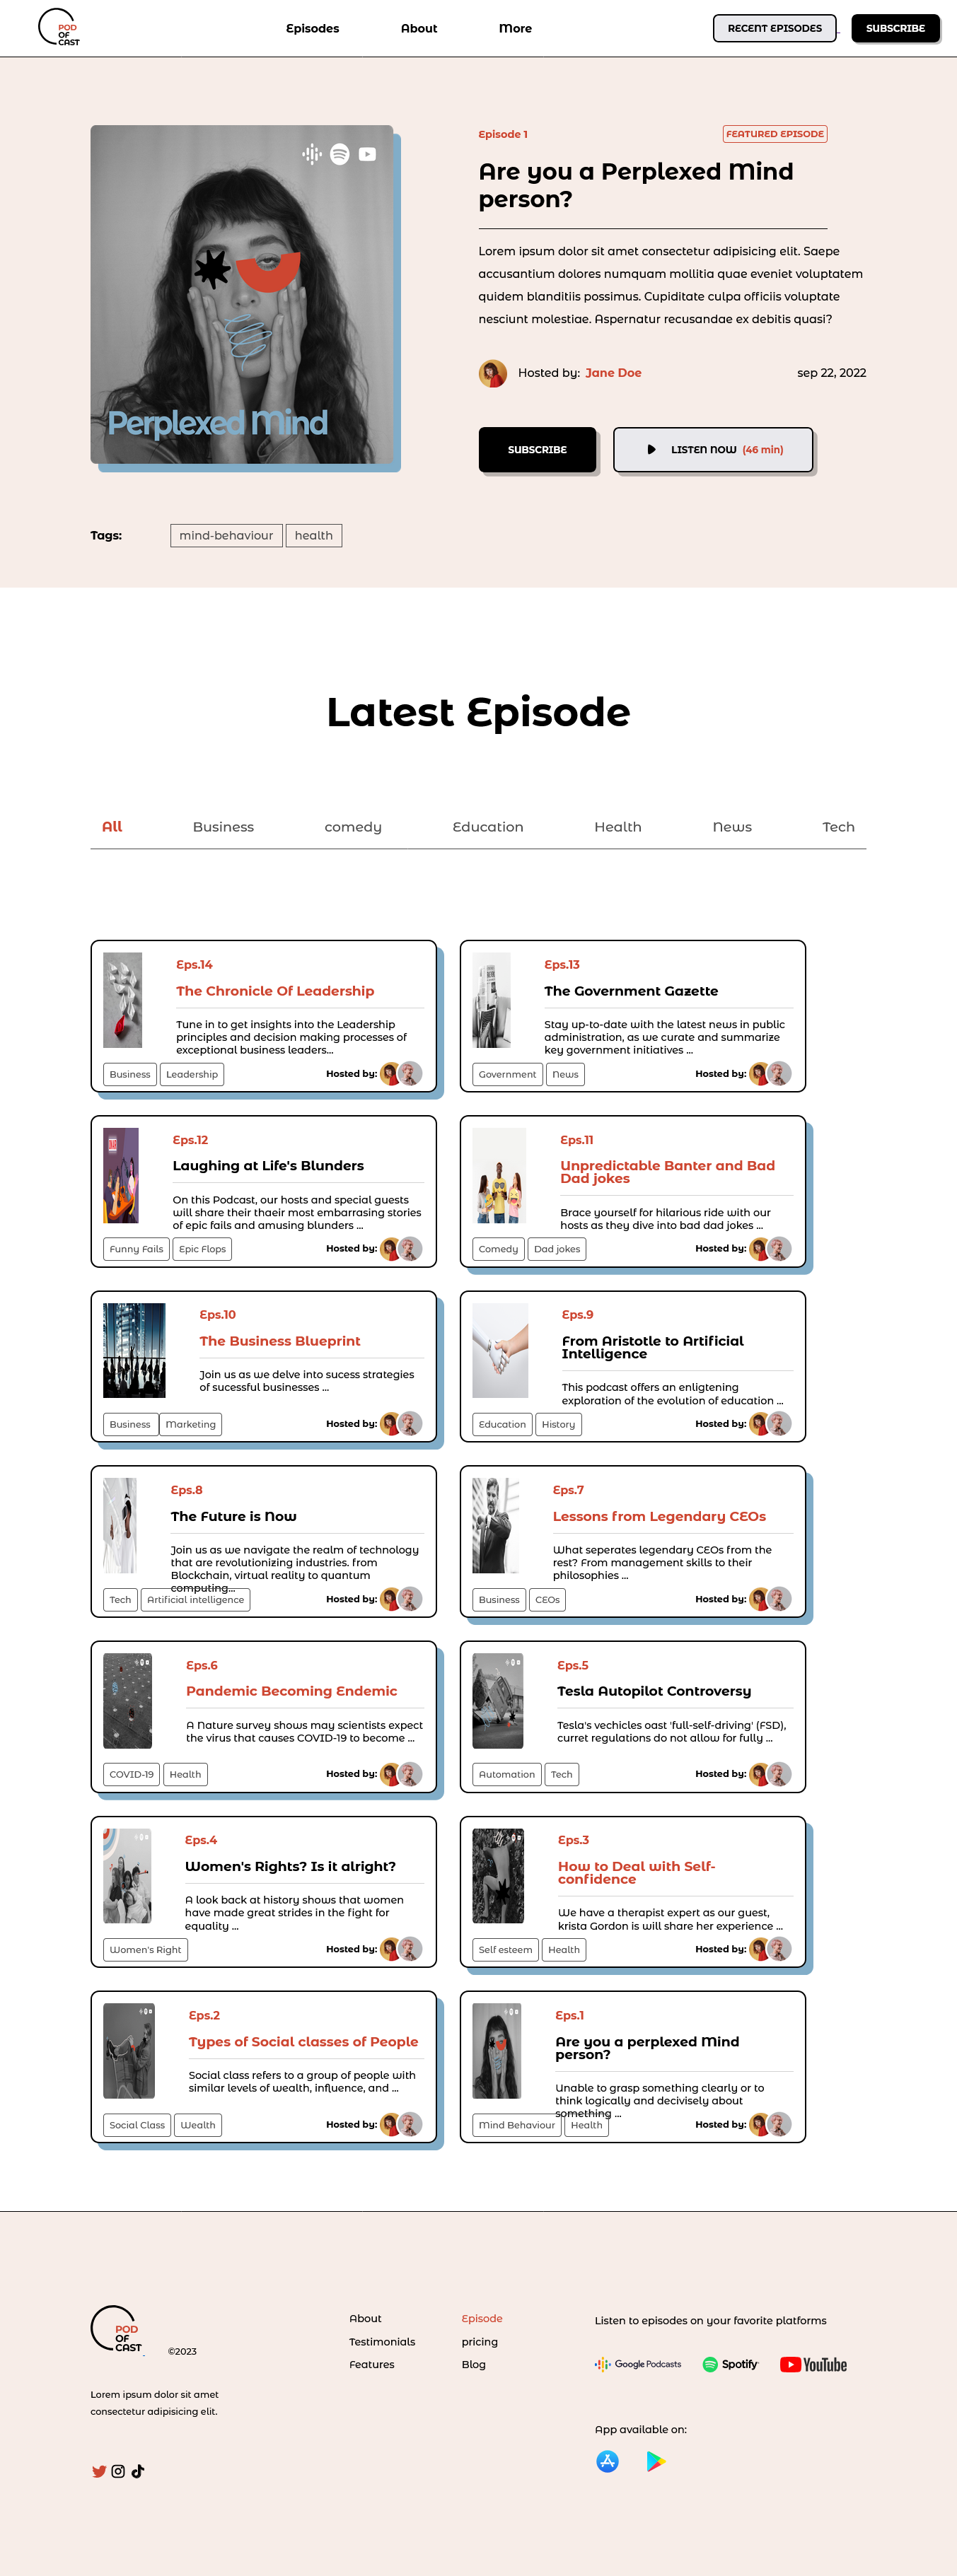 POD
OF
CAST
Episodes
About
More
RECENT EPISODES
SUBSCRIBE
Perplexed Mind
Episode 1
FEATURED EPISODE
Are you a Perplexed Mind
person?
Lorem ipsum dolor sit amet consectetur adipisicing elit. Saepe
accusantium dolores numquam mollitia quae eveniet voluptatem
quidem blanditiis possimus. Cupiditate culpa officiis voluptate
nesciunt molestiae. Aspernatur recusandae ex debitis quasi?
Hosted by: Jane Doe
sep 22, 2022
SUBSCRIBE
LISTEN NOW (46 min)
Tags:
mind-behaviour
health
Latest Episode
All
Business
comedy
Education
Health
News
Tech
Eps.14
The Chronicle Of Leadership
Tune in to get insights into the Leadership
principles and decision making processes of
exceptional business leaders...
Business
Leadership
Hosted by:
Eps.13
The Government Gazette
Stay up-to-date with the latest news in public
administration, as we curate and summarize
key government initiatives ...
Government
News
Hosted by:
Eps.12
Laughing at Life's Blunders
On this Podcast, our hosts and special guests
will share their thaeir most embarrasing stories
of epic fails and amusing blunders ...
Funny Fails
Epic Flops
Hosted by:
Eps.11
Unpredictable Banter and Bad
Dad jokes
Brace yourself for hilarious ride with our
hosts as they dive into bad dad jokes ...
Comedy
Dad jokes
Hosted by:
Eps.10
The Business Blueprint
Join us as we delve into sucess strategies
of sucessful businesses ...
Business
Marketing
Hosted by:
Eps.9
From Aristotle to Artificial
Intelligence
This podcast offers an enligtening
exploration of the evolution of education ...
Education
History
Hosted by:
Eps.8
The Future is Now
Join us as we navigate the realm of technology
that are revolutionizing industries. from
Blockchain, virtual reality to quantum
computing...
Tech
Artificial intelligence
Hosted by:
Eps.7
Lessons from Legendary CEOs
What seperates legendary CEOs from the
rest? From management skills to their
philosophies ...
Business
CEOs
Hosted by:
Eps.6
Pandemic Becoming Endemic
A Nature survey shows may scientists expect
the virus that causes COVID-19 to become ...
COVID-19
Health
Hosted by:
Eps.5
Tesla Autopilot Controversy
Tesla's vechicles oast 'full-self-driving' (FSD),
curret regulations do not allow for fully ...
Automation
Tech
Hosted by:
Eps.4
Women's Rights? Is it alright?
A look back at history shows that women
have made great strides in the fight for
equality ...
Women's Right
Hosted by:
Eps.3
How to Deal with Self-
confidence
We have a therapist expert as our guest,
krista Gordon is will share her experience ...
Self esteem
Health
Hosted by:
Eps.2
Types of Social classes of People
Social class refers to a group of people with
similar levels of wealth, influence, and ...
Social Class
Wealth
Hosted by:
Eps.1
Are you a perplexed Mind
person?
Unable to grasp something clearly or to
think logically and decivisely about
something ...
Mind Behaviour
Health
Hosted by:
POD
OF
CAST
©2023
Lorem ipsum dolor sit amet
consectetur adipisicing elit.
About
Testimonials
Features
Episode
pricing
Blog
Listen to episodes on your favorite platforms
Google Podcasts
Spotify
YouTube
App available on: